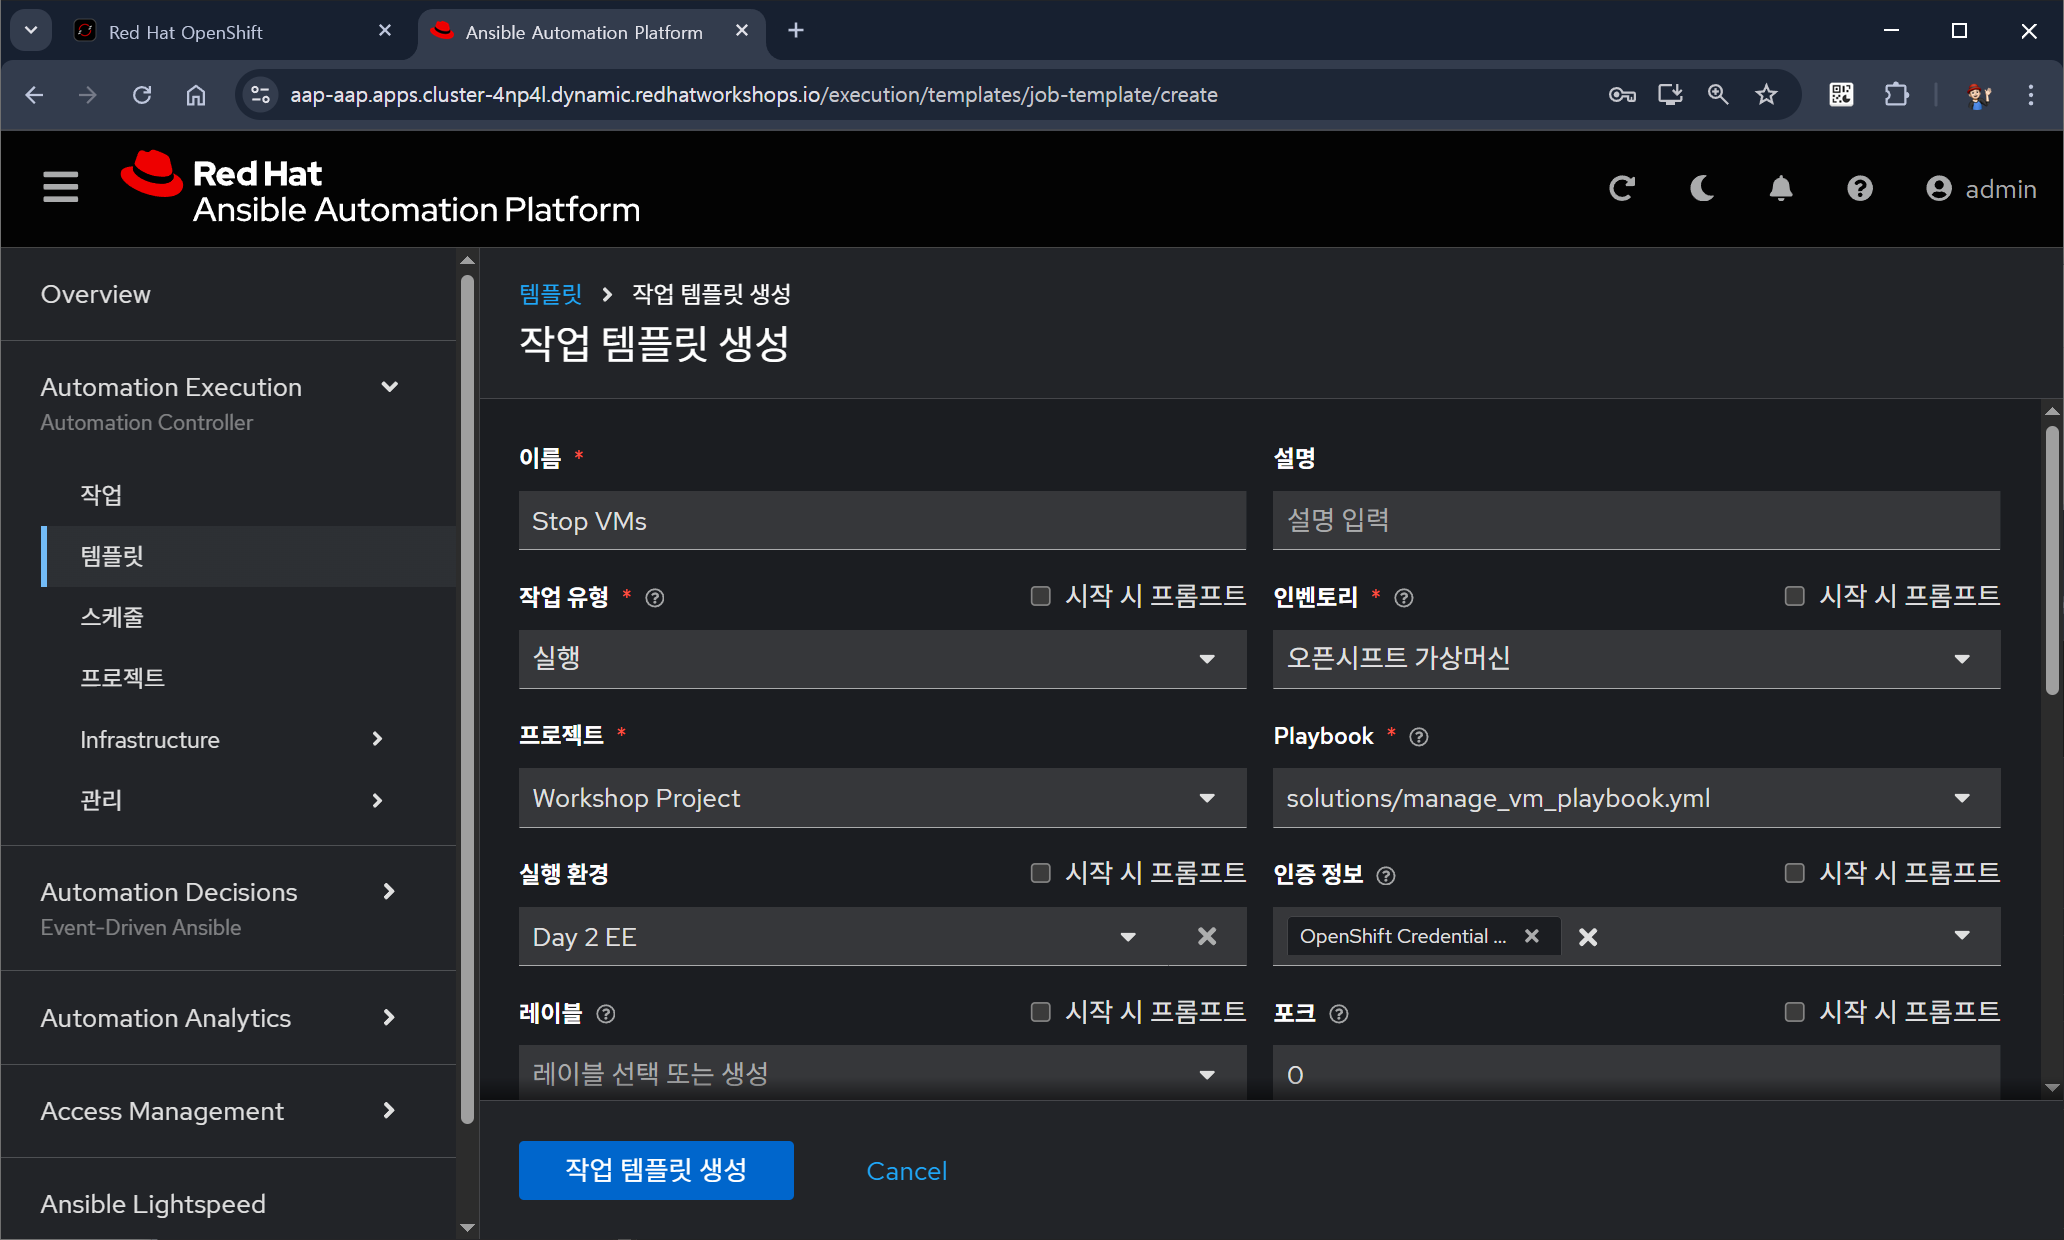 Red Hat OpenShift
Ansible Automation Platform
aap-aap.apps.cluster-4np4l.dynamic.redhatworkshops.io/execution/templates/job-template/create
Red Hat
Ansible Automation Platform
admin
Overview
Automation Execution
Automation Controller
작업
템플릿
스케줄
프로젝트
Infrastructure
관리
Automation Decisions
Event-Driven Ansible
Automation Analytics
Access Management
Ansible Lightspeed
템플릿 > 작업 템플릿 생성
작업 템플릿 생성
이름 *
설명
Stop VMs
설명 입력
작업 유형 *
시작 시 프롬프트
인벤토리 *
시작 시 프롬프트
실행
오픈시프트 가상머신
프로젝트 *
Playbook *
Workshop Project
solutions/manage_vm_playbook.yml
실행 환경
시작 시 프롬프트
인증 정보
시작 시 프롬프트
Day 2 EE
OpenShift Credential ...
레이블
시작 시 프롬프트
포크
시작 시 프롬프트
레이블 선택 또는 생성
0
작업 템플릿 생성
Cancel